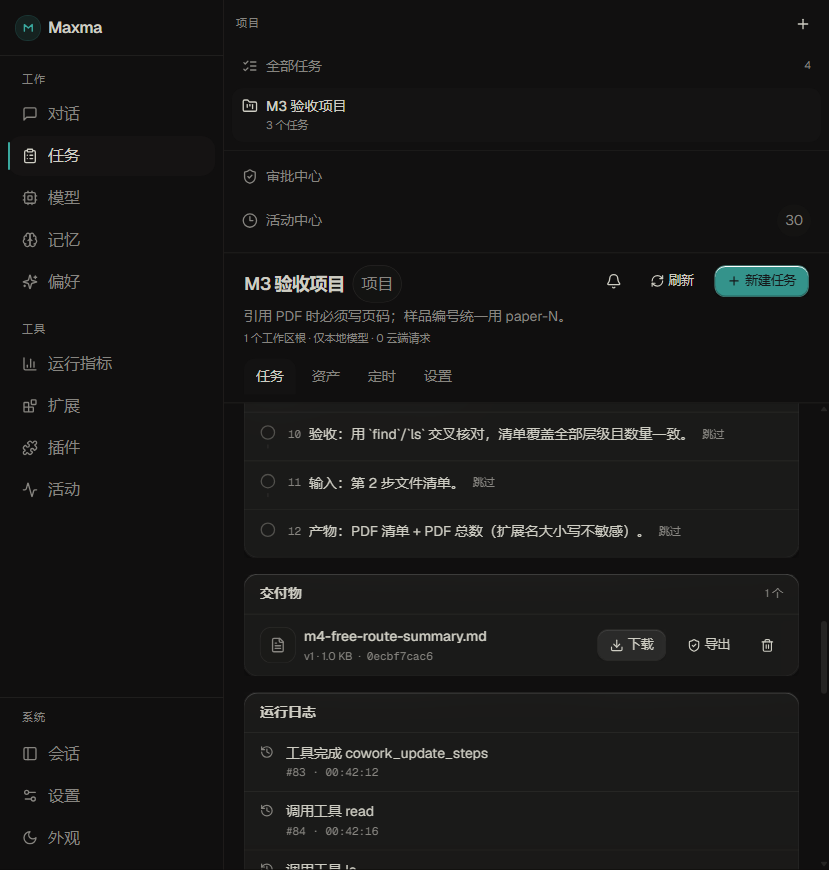 M Maxma
工作
对话
任务
模型
记忆
偏好
工具
运行指标
扩展
插件
活动
系统
会话
设置
外观
项目
全部任务 4
M3 验收项目
3 个任务
审批中心
活动中心 30
M3 验收项目 项目 刷新 + 新建任务
引用 PDF 时必须写页码；样品编号统一用 paper-N。
1 个工作区根 · 仅本地模型 · 0 云端请求
任务 资产 定时 设置
10 验收：用 `find`/`ls` 交叉核对，清单覆盖全部层级且数量一致。 跳过
11 输入：第 2 步文件清单。 跳过
12 产物：PDF 清单 + PDF 总数（扩展名大小写不敏感）。 跳过
交付物 1 个
m4-free-route-summary.md 下载 导出
v1 · 1.0 KB · 0ecbf7cac6
运行日志
工具完成 cowork_update_steps
#83 · 00:42:12
调用工具 read
#84 · 00:42:16
调用工具 ls